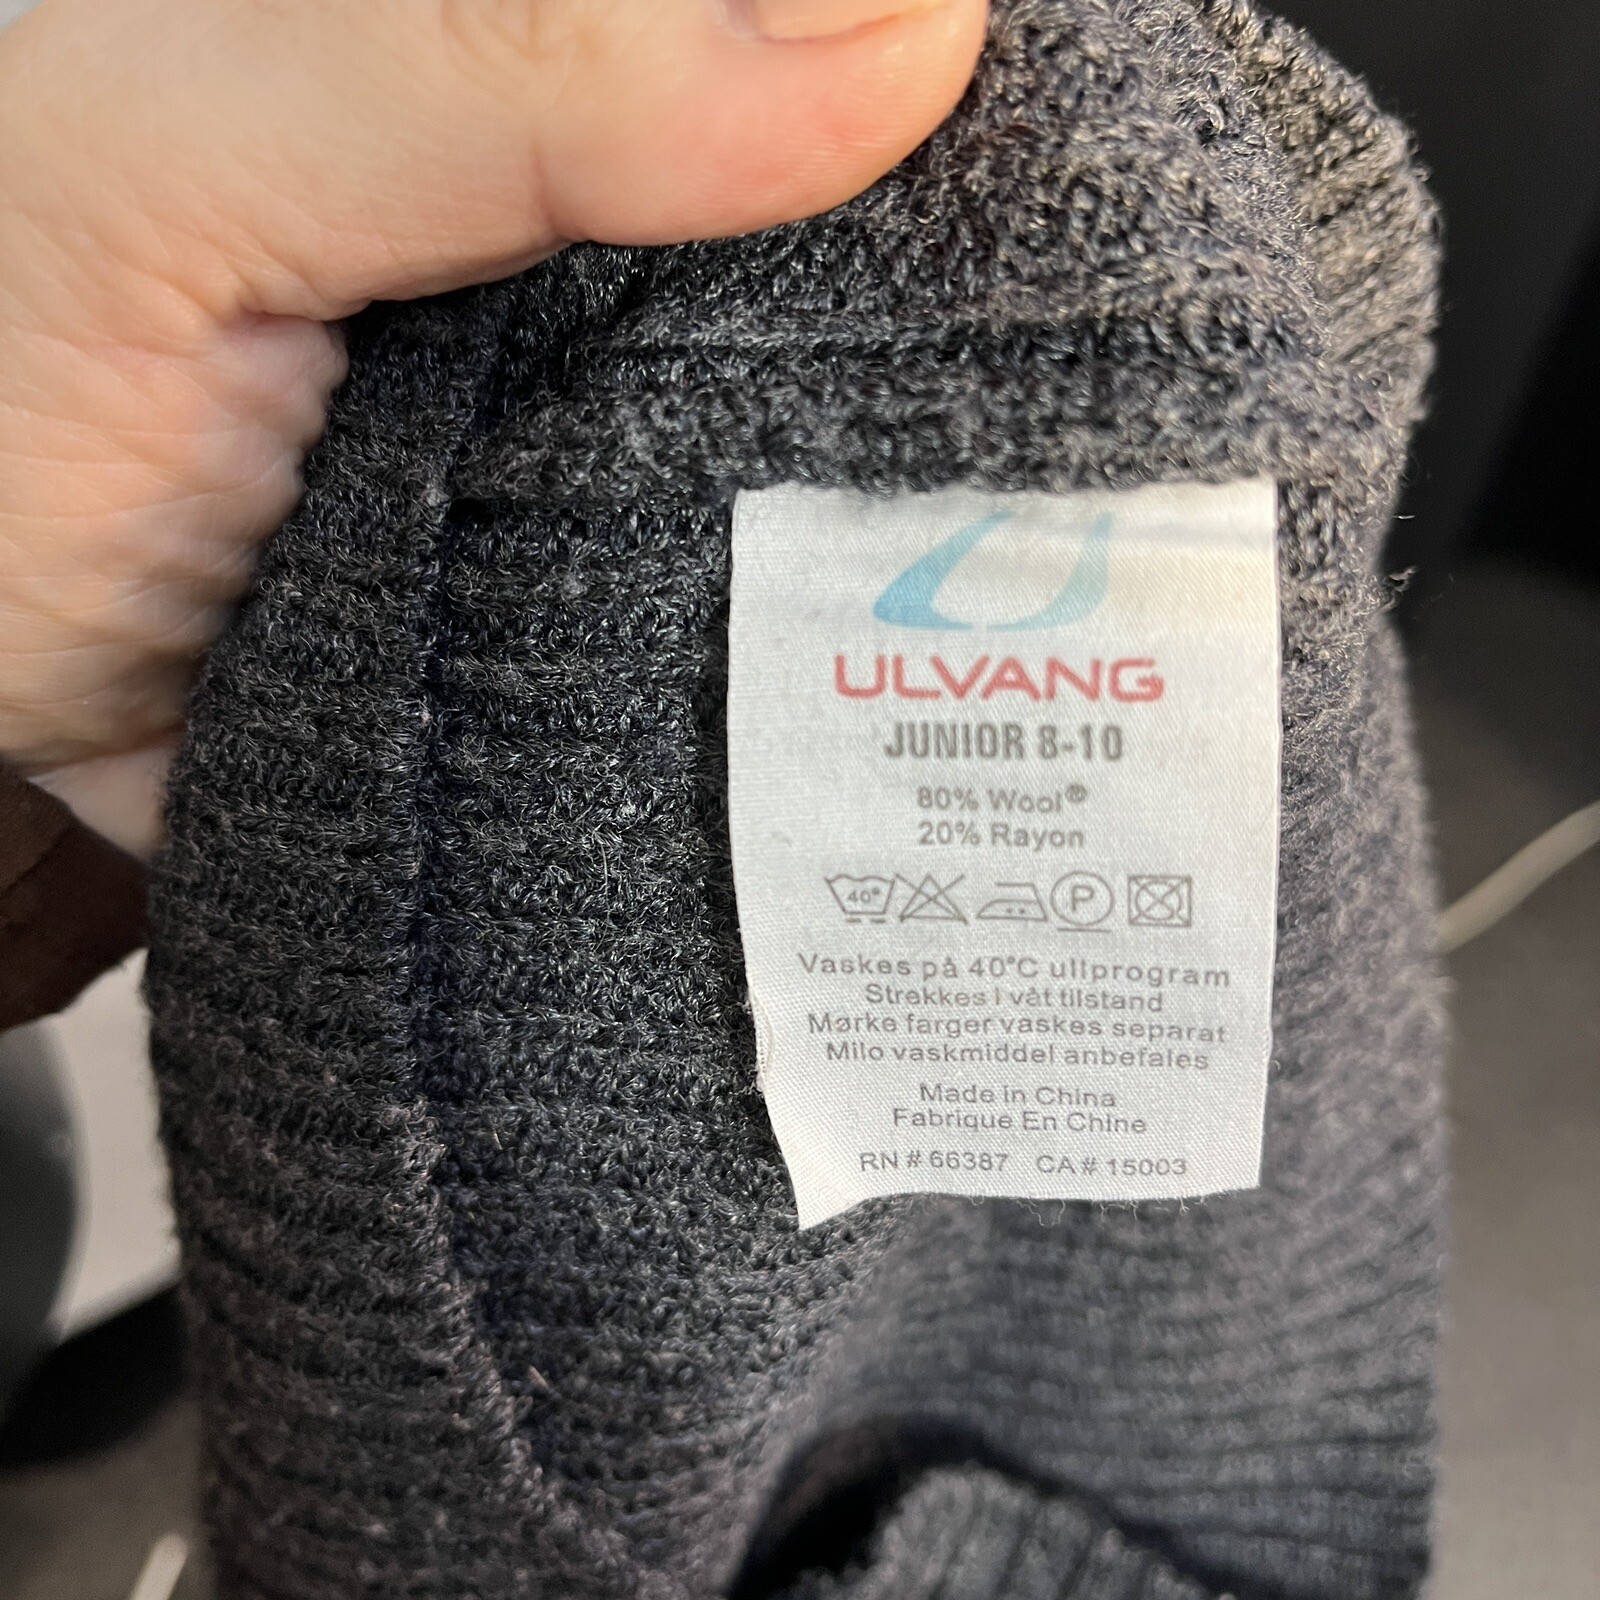 ULVANG
JUNIOR 8-10
80% Wool®
20% Rayon
40°
P
Vaskes på 40°C ullprogram
Strekkes i våt tilstand
Mørke farger vaskes separat
Milo vaskmiddel anbefales
Made in China
Fabrique En Chine
RN # 66387 CA # 15003